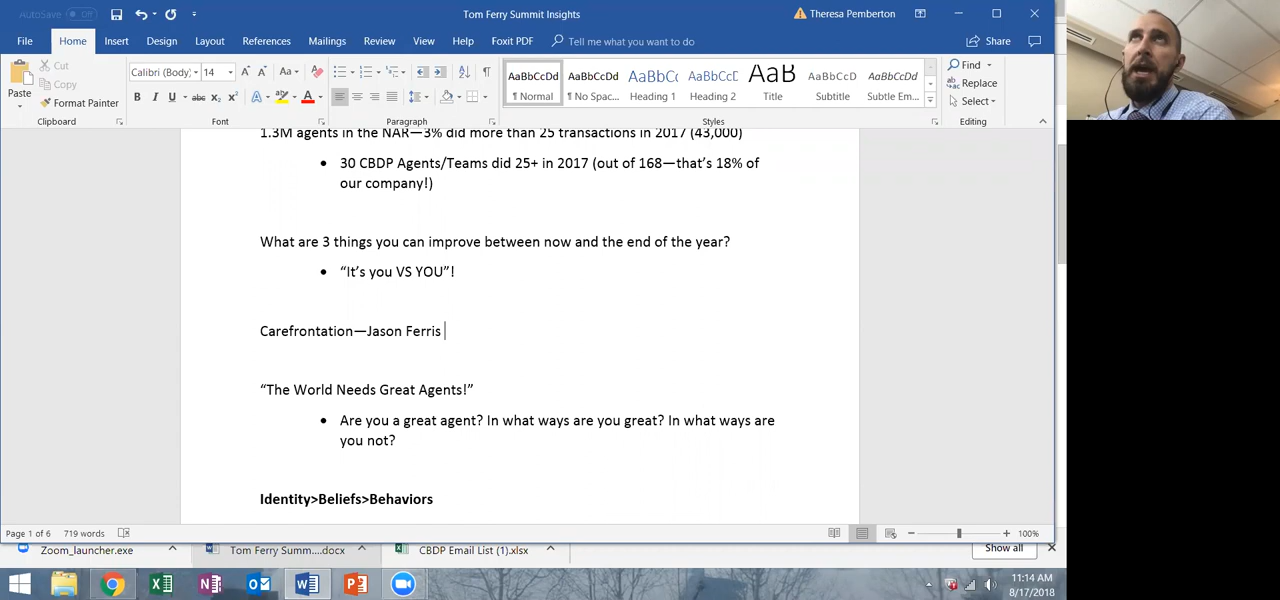 AutoSave Off
Tom Ferry Summit Insights
Theresa Pemberton
File Home Insert Design Layout References Mailings Review View Help Foxit PDF Tell me what you want to do Share
Paste
Cut
Copy
Format Painter
Calibri (Body) 14
Aa
B I U abc X₂ X² A A
AaBbCcDd AaBbCcDd AaBbCc AaBbCcD AaB AaBbCcD AaBbCcDd
¶ Normal ¶ No Spac... Heading 1 Heading 2 Title Subtitle Subtle Em...
Find
Replace
Select
Clipboard Font Paragraph Styles Editing
1.3M agents in the NAR—3% did more than 25 transactions in 2017 (43,000)
• 30 CBDP Agents/Teams did 25+ in 2017 (out of 168—that's 18% of
our company!)
What are 3 things you can improve between now and the end of the year?
• “It's you VS YOU”!
Carefrontation—Jason Ferris
“The World Needs Great Agents!”
• Are you a great agent? In what ways are you great? In what ways are
you not?
Identity>Beliefs>Behaviors
Page 1 of 6 719 words 100%
Zoom_launcher.exe Tom Ferry Summ....docx CBDP Email List (1).xlsx Show all
11:14 AM
8/17/2018